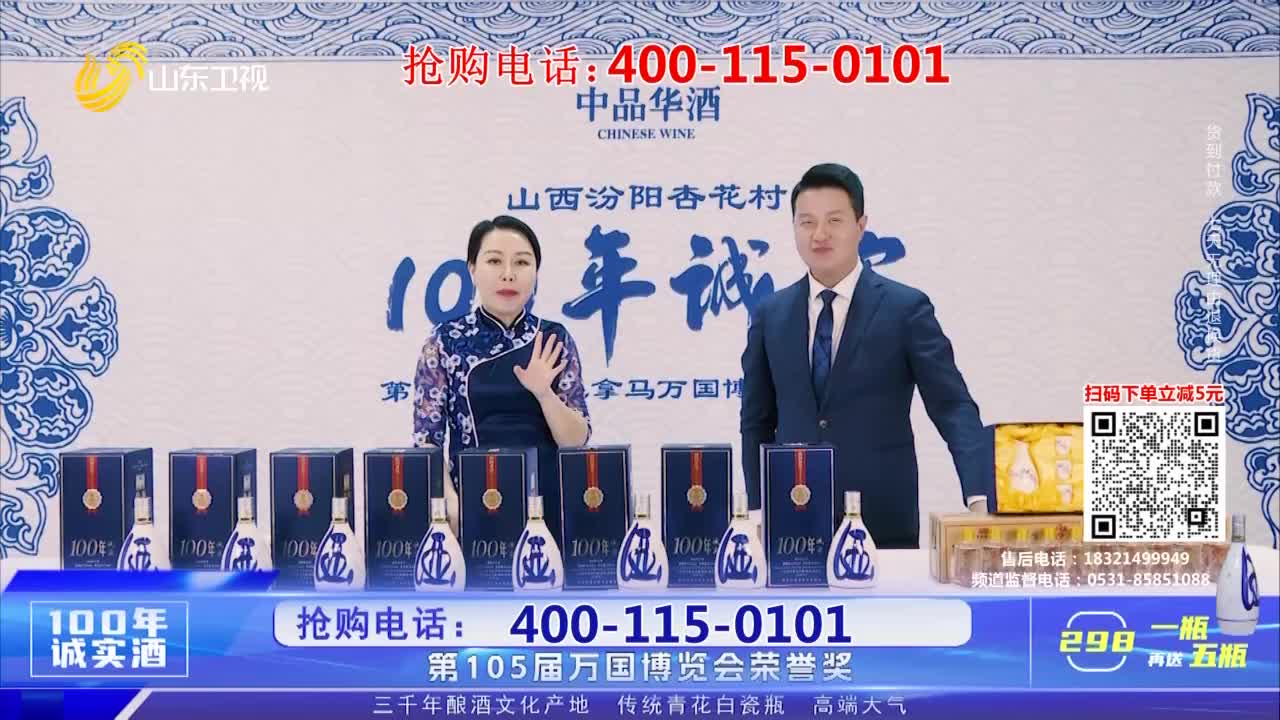 山东卫视
抢购电话：400-115-0101
中品华酒
CHINESE WINE
山西汾阳杏花村
100年诚
拿马万国博
货到付款
扫码下单立减5元
100年
100年
100年
100年
100年
100年
100年
100年
售后电话：18321499949
频道监督电话：0531-85851088
100年
诚实酒
抢购电话： 400-115-0101
第105届万国博览会荣誉奖
298
一瓶
再送 五瓶
三千年酿酒文化产地 传统青花白瓷瓶 高端大气